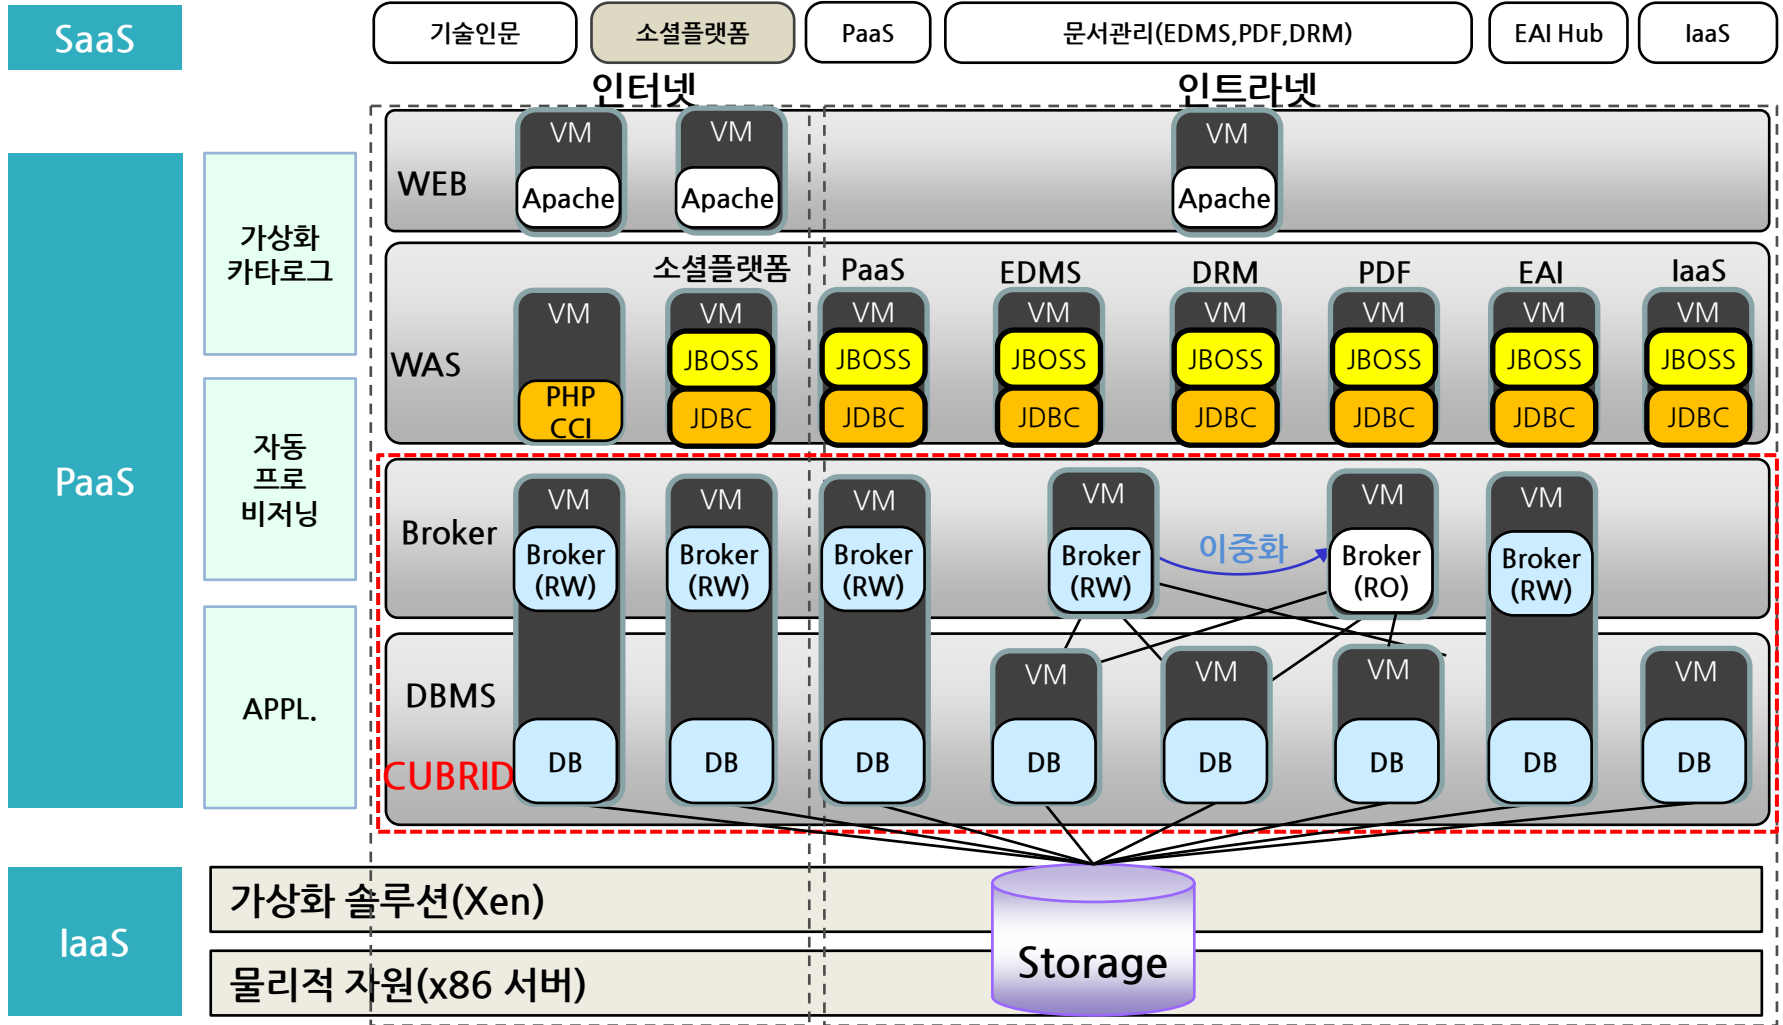 SaaS
기술인문
소셜플랫폼
PaaS
문서관리(EDMS,PDF,DRM)
EAI Hub
IaaS
인터넷
인트라넷
PaaS
가상화
카타로그
자동
프로
비저닝
APPL.
WEB
VM
Apache
VM
Apache
VM
Apache
WAS
소셜플랫폼
PaaS
EDMS
DRM
PDF
EAI
IaaS
VM
PHP
CCI
VM
JBOSS
JDBC
VM
JBOSS
JDBC
VM
JBOSS
JDBC
VM
JBOSS
JDBC
VM
JBOSS
JDBC
VM
JBOSS
JDBC
VM
JBOSS
JDBC
Broker
VM
Broker
(RW)
VM
Broker
(RW)
VM
Broker
(RW)
VM
Broker
(RW)
이중화
VM
Broker
(RO)
VM
Broker
(RW)
DBMS
CUBRID
DB
DB
DB
VM
DB
VM
DB
VM
DB
DB
VM
DB
IaaS
가상화 솔루션(Xen)
물리적 자원(x86 서버)
Storage